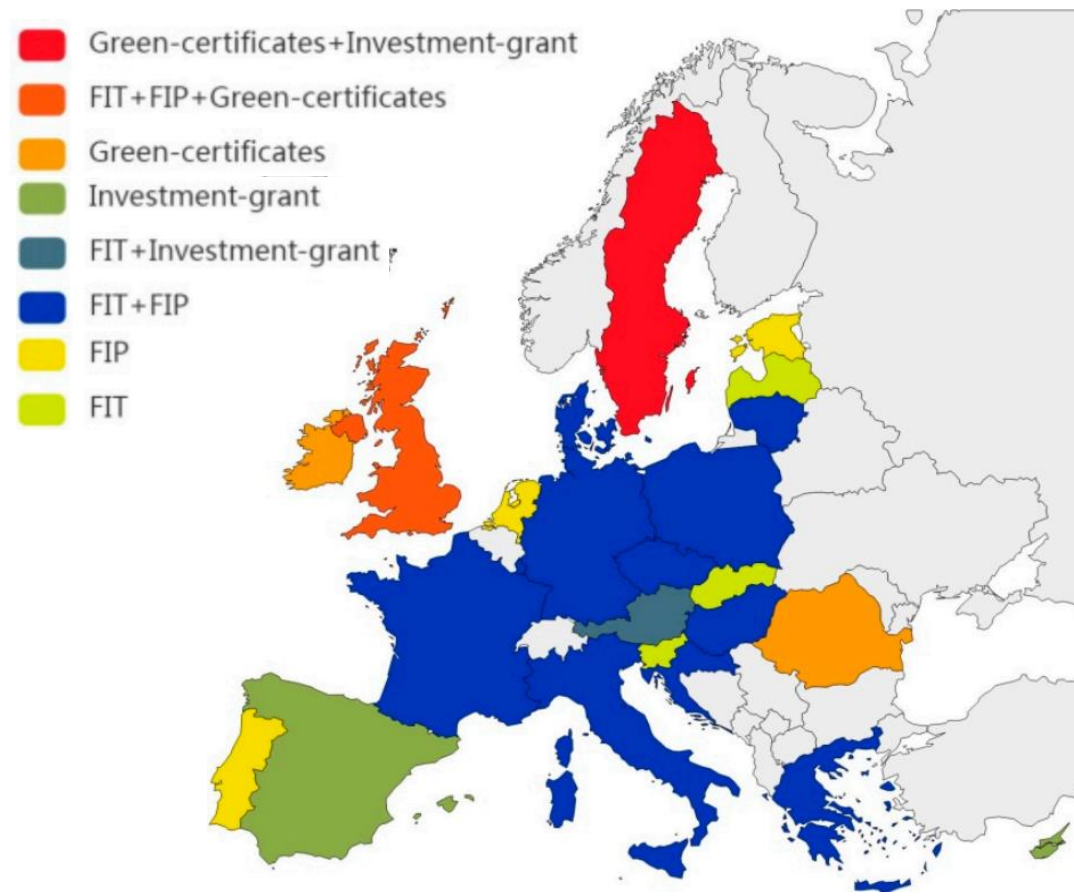 Green-certificates+Investment-grant
FIT+FIP+Green-certificates
Green-certificates
Investment-grant
FIT+Investment-grant
FIT+FIP
FIP
FIT